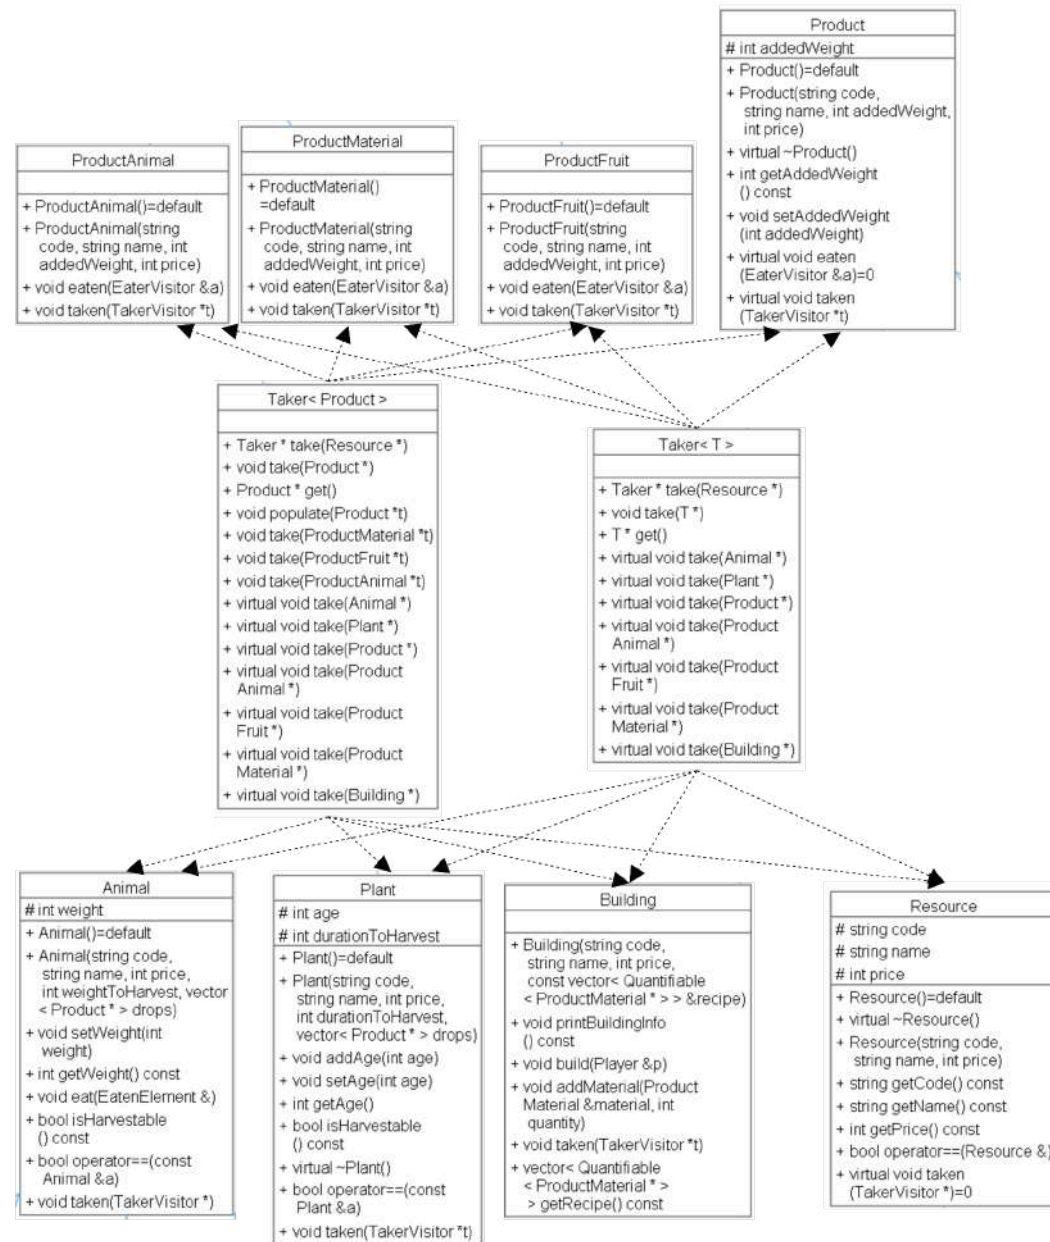 Product
# int addedWeight
+ Product()=default
+ Product(string code,
string name, int addedWeight,
int price)
+ virtual ~Product()
+ int getAddedWeight
() const
+ void setAddedWeight
(int addedWeight)
+ virtual void eaten
(EaterVisitor &a)=0
+ virtual void taken
(TakerVisitor *t)
ProductAnimal
+ ProductAnimal()=default
+ ProductAnimal(string
code, string name, int
addedWeight, int price)
+ void eaten(EaterVisitor &a)
+ void taken(TakerVisitor *t)
ProductMaterial
+ ProductMaterial()
=default
+ ProductMaterial(string
code, string name, int
addedWeight, int price)
+ void eaten(EaterVisitor &a)
+ void taken(TakerVisitor *t)
ProductFruit
+ ProductFruit()=default
+ ProductFruit(string
code, string name, int
addedWeight, int price)
+ void eaten(EaterVisitor &a)
+ void taken(TakerVisitor *t)
Taker< Product >
+ Taker * take(Resource *)
+ void take(Product *)
+ Product * get()
+ void populate(Product *t)
+ void take(ProductMaterial *t)
+ void take(ProductFruit *t)
+ void take(ProductAnimal *t)
+ virtual void take(Animal *)
+ virtual void take(Plant *)
+ virtual void take(Product *)
+ virtual void take(Product
Animal *)
+ virtual void take(Product
Fruit *)
+ virtual void take(Product
Material *)
+ virtual void take(Building *)
Taker< T >
+ Taker * take(Resource *)
+ void take(T *)
+ T * get()
+ virtual void take(Animal *)
+ virtual void take(Plant *)
+ virtual void take(Product *)
+ virtual void take(Product
Animal *)
+ virtual void take(Product
Fruit *)
+ virtual void take(Product
Material *)
+ virtual void take(Building *)
Animal
# int weight
+ Animal()=default
+ Animal(string code,
string name, int price,
int weightToHarvest, vector
< Product * > drops)
+ void setWeight(int
weight)
+ int getWeight() const
+ void eat(EatenElement &)
+ bool isHarvestable
() const
+ bool operator==(const
Animal &a)
+ void taken(TakerVisitor *)
Plant
# int age
# int durationToHarvest
+ Plant()=default
+ Plant(string code,
string name, int price,
int durationToHarvest,
vector< Product * > drops)
+ void addAge(int age)
+ void setAge(int age)
+ int getAge()
+ bool isHarvestable
() const
+ virtual ~Plant()
+ bool operator==(const
Plant &a)
+ void taken(TakerVisitor *t)
Building
+ Building(string code,
string name, int price,
const vector< Quantifiable
< ProductMaterial * > > &recipe)
+ void printBuildingInfo
() const
+ void build(Player &p)
+ void addMaterial(Product
Material &material, int
quantity)
+ void taken(TakerVisitor *t)
+ vector< Quantifiable
< ProductMaterial * >
> getRecipe() const
Resource
# string code
# string name
# int price
+ Resource()=default
+ virtual ~Resource()
+ Resource(string code,
string name, int price)
+ string getCode() const
+ string getName() const
+ int getPrice() const
+ bool operator==(Resource &)
+ virtual void taken
(TakerVisitor *)=0